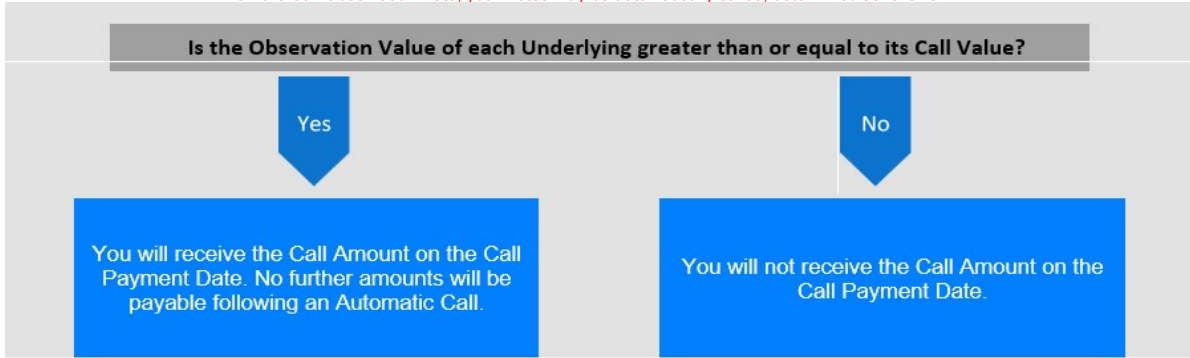 Is the Observation Value of each Underlying greater than or equal to its Call Value?
Yes
No
You will receive the Call Amount on the Call
Payment Date. No further amounts will be
payable following an Automatic Call.
You will not receive the Call Amount on the
Call Payment Date.